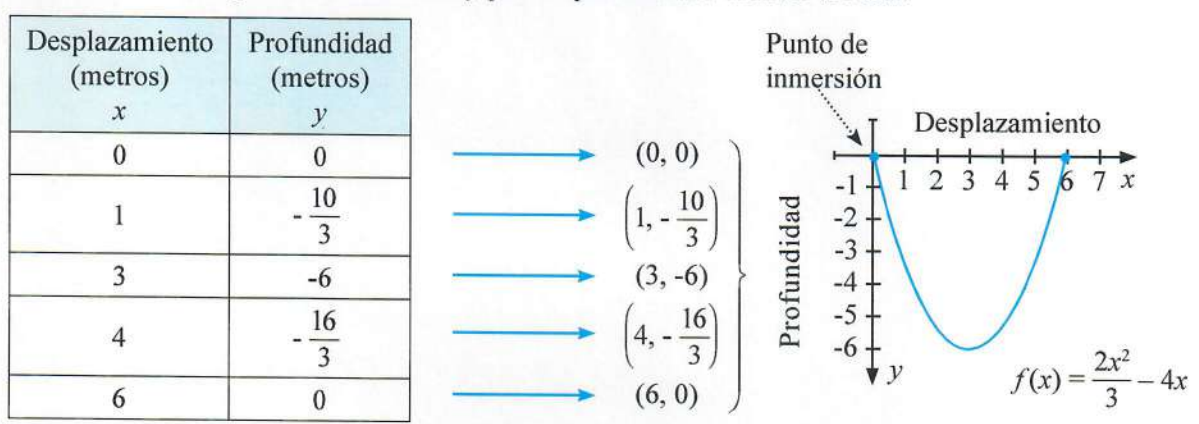 Desplazamiento (metros) x | Profundidad (metros) y
0 | 0
1 | -10/3
3 | -6
4 | -16/3
6 | 0
(0, 0)
(1, -10/3)
(3, -6)
(4, -16/3)
(6, 0)
Punto de
inmersión
Desplazamiento
1 2 3 4 5 6 7 x
Profundidad
-1
-2
-3
-4
-5
-6
y
f(x) = 2x²/3 – 4x